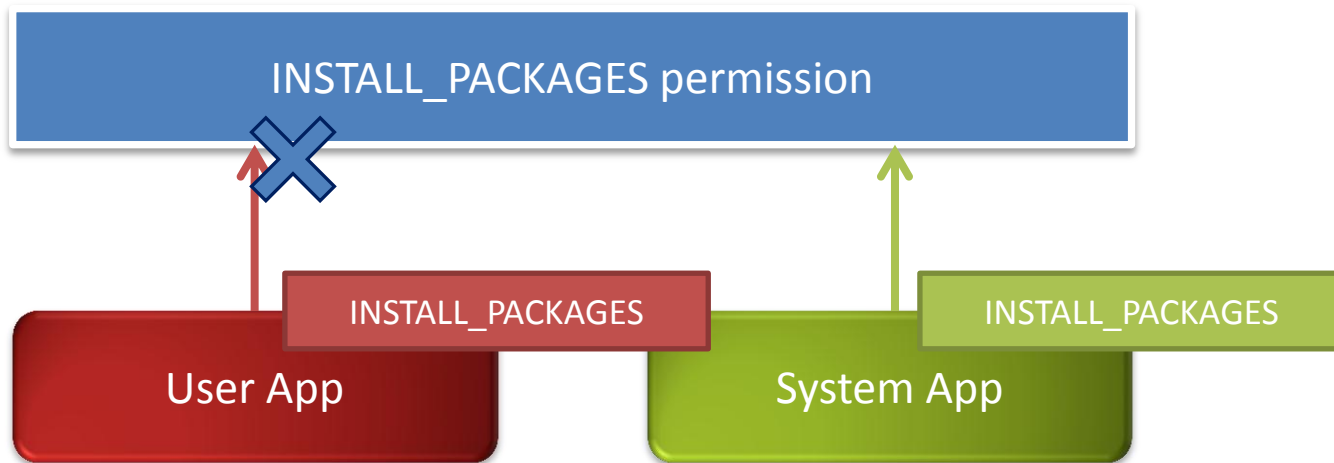 INSTALL_PACKAGES permission
INSTALL_PACKAGES
INSTALL_PACKAGES
User App
System App